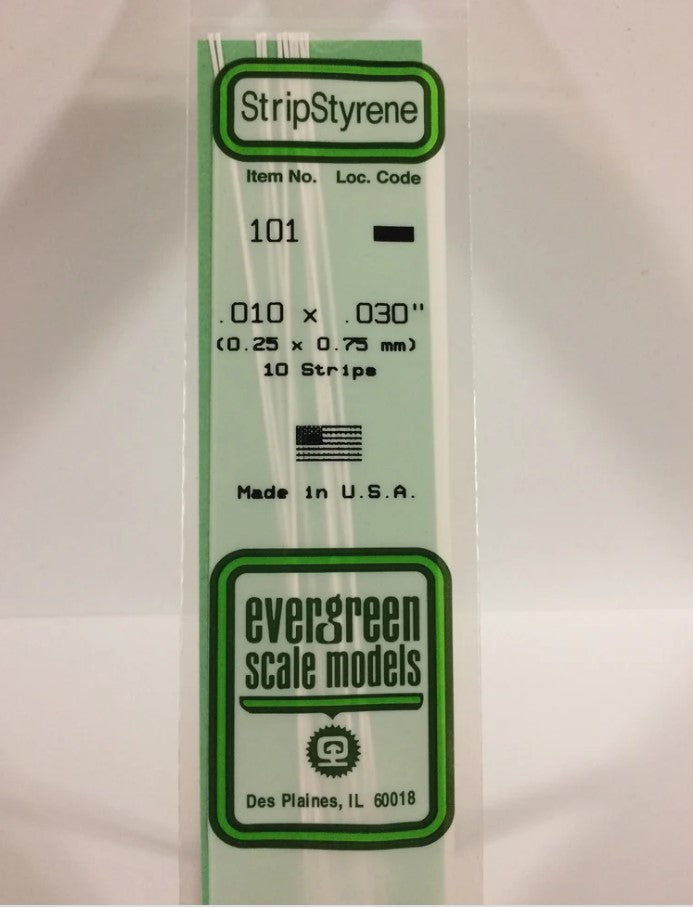 StripStyrene
Item No. Loc. Code
101
.010 x .030"
(0.25 x 0.75 mm)
10 Strips
Made in U.S.A.
evergreen
scale models
Des Plaines, IL 60018